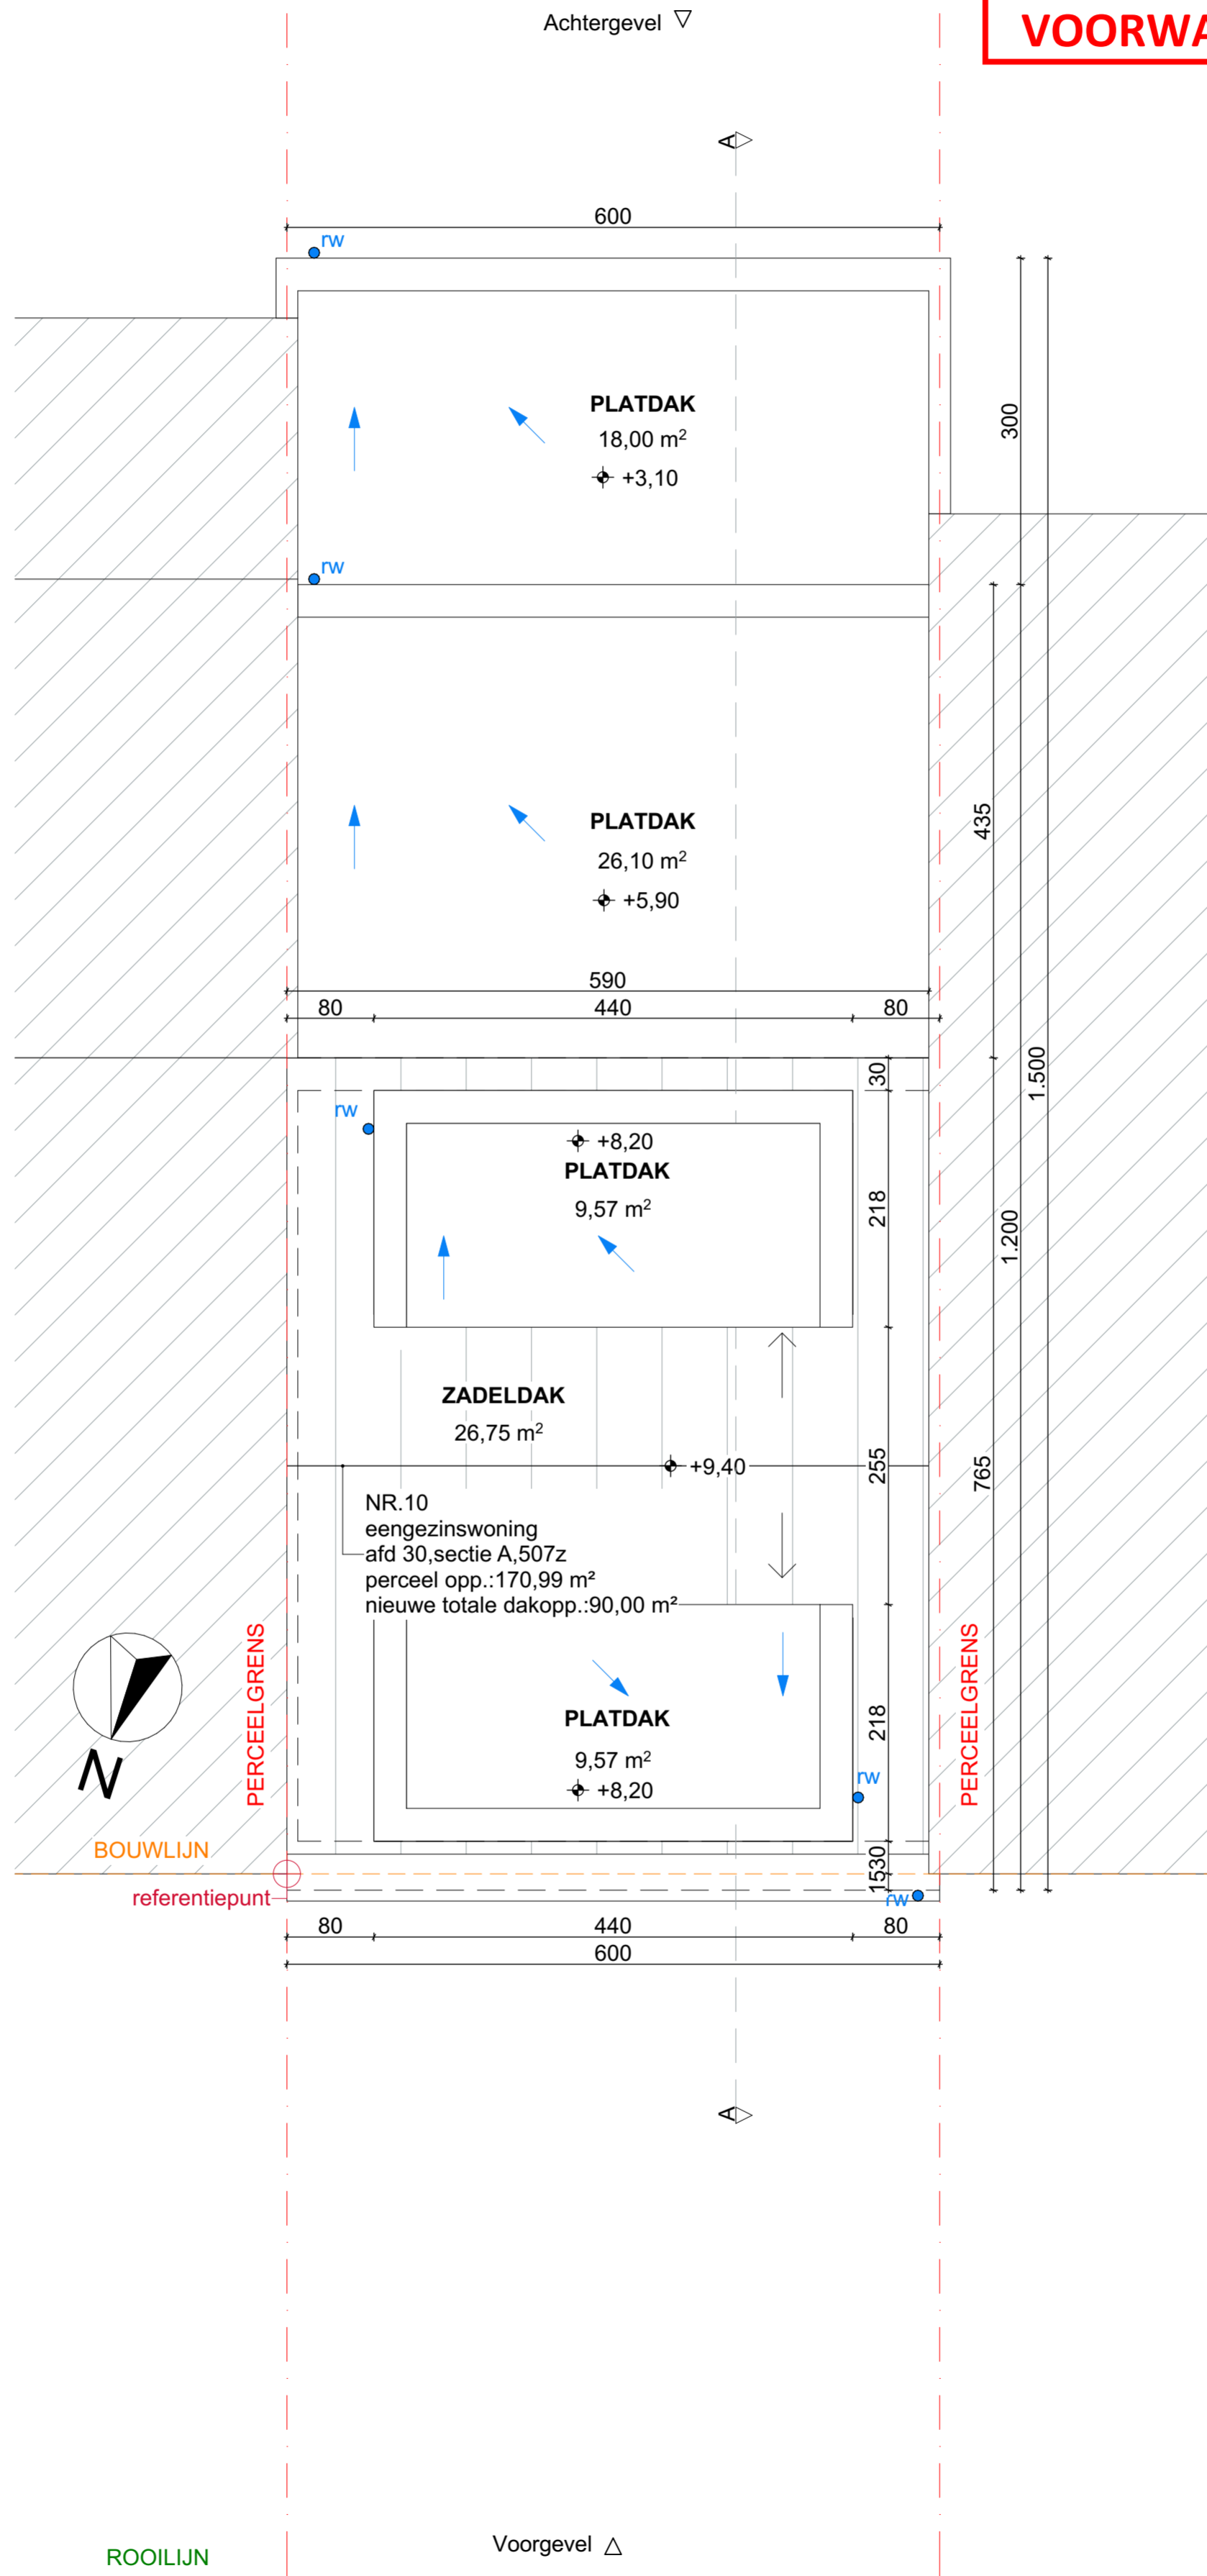 Achtergevel
VOORWA
A
600
rw
PLATDAK
18,00 m²
+3,10
300
rw
PLATDAK
26,10 m²
+5,90
435
590
80
440
80
1.500
30
rw
+8,20
PLATDAK
9,57 m²
218
1.200
ZADELDAK
26,75 m²
+9,40
255
765
NR.10
eengezinswoning
afd 30,sectie A,507z
perceel opp.:170,99 m²
nieuwe totale dakopp.:90,00 m²
PERCEELGRENS
PERCEELGRENS
N
PLATDAK
9,57 m²
+8,20
218
rw
BOUWLIJN
30
15
referentiepunt
rw
80
440
80
600
A
Voorgevel
ROOILIJN